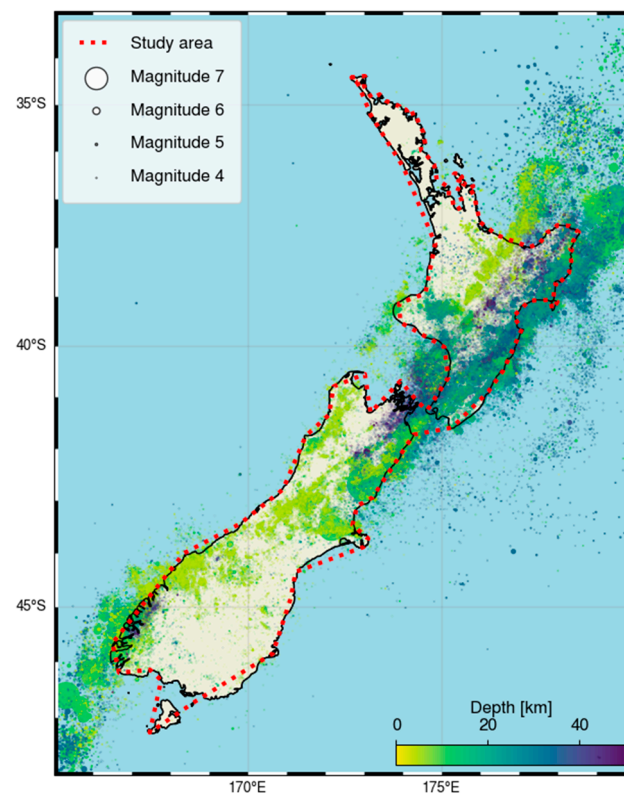 Study area
Magnitude 7
Magnitude 6
Magnitude 5
Magnitude 4
35°S
40°S
45°S
Depth [km]
0 20 40
170°E 175°E